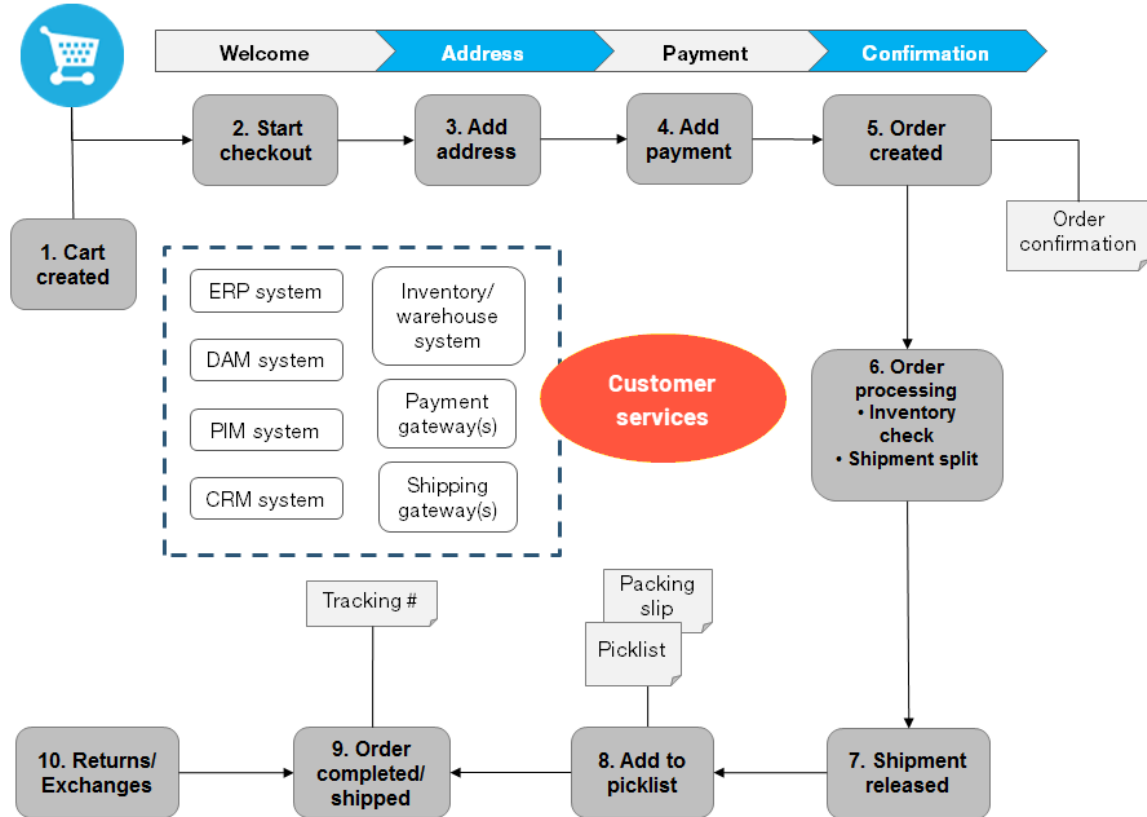 Welcome
Address
Payment
Confirmation
2. Start
checkout
3. Add
address
4. Add
payment
5. Order
created
1. Cart
created
Order
confirmation
ERP system
DAM system
PIM system
CRM system
Inventory/
warehouse
system
Payment
gateway(s)
Shipping
gateway(s)
Customer
services
6. Order
processing
• Inventory
check
• Shipment split
Tracking #
Packing
slip
Picklist
10. Returns/
Exchanges
9. Order
completed/
shipped
8. Add to
picklist
7. Shipment
released